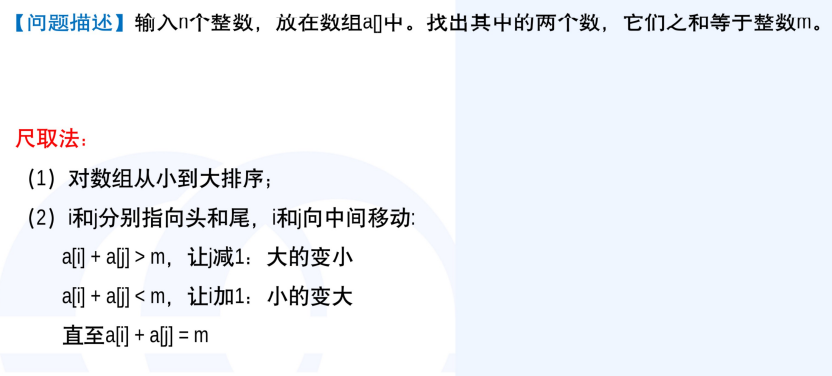 【问题描述】输入n个整数，放在数组a[]中。找出其中的两个数，它们之和等于整数m。
尺取法：
（1）对数组从小到大排序；
（2）i和j分别指向头和尾，i和j向中间移动:
a[i] + a[j] > m，让j减1：大的变小
a[i] + a[j] < m，让i加1：小的变大
直至a[i] + a[j] = m